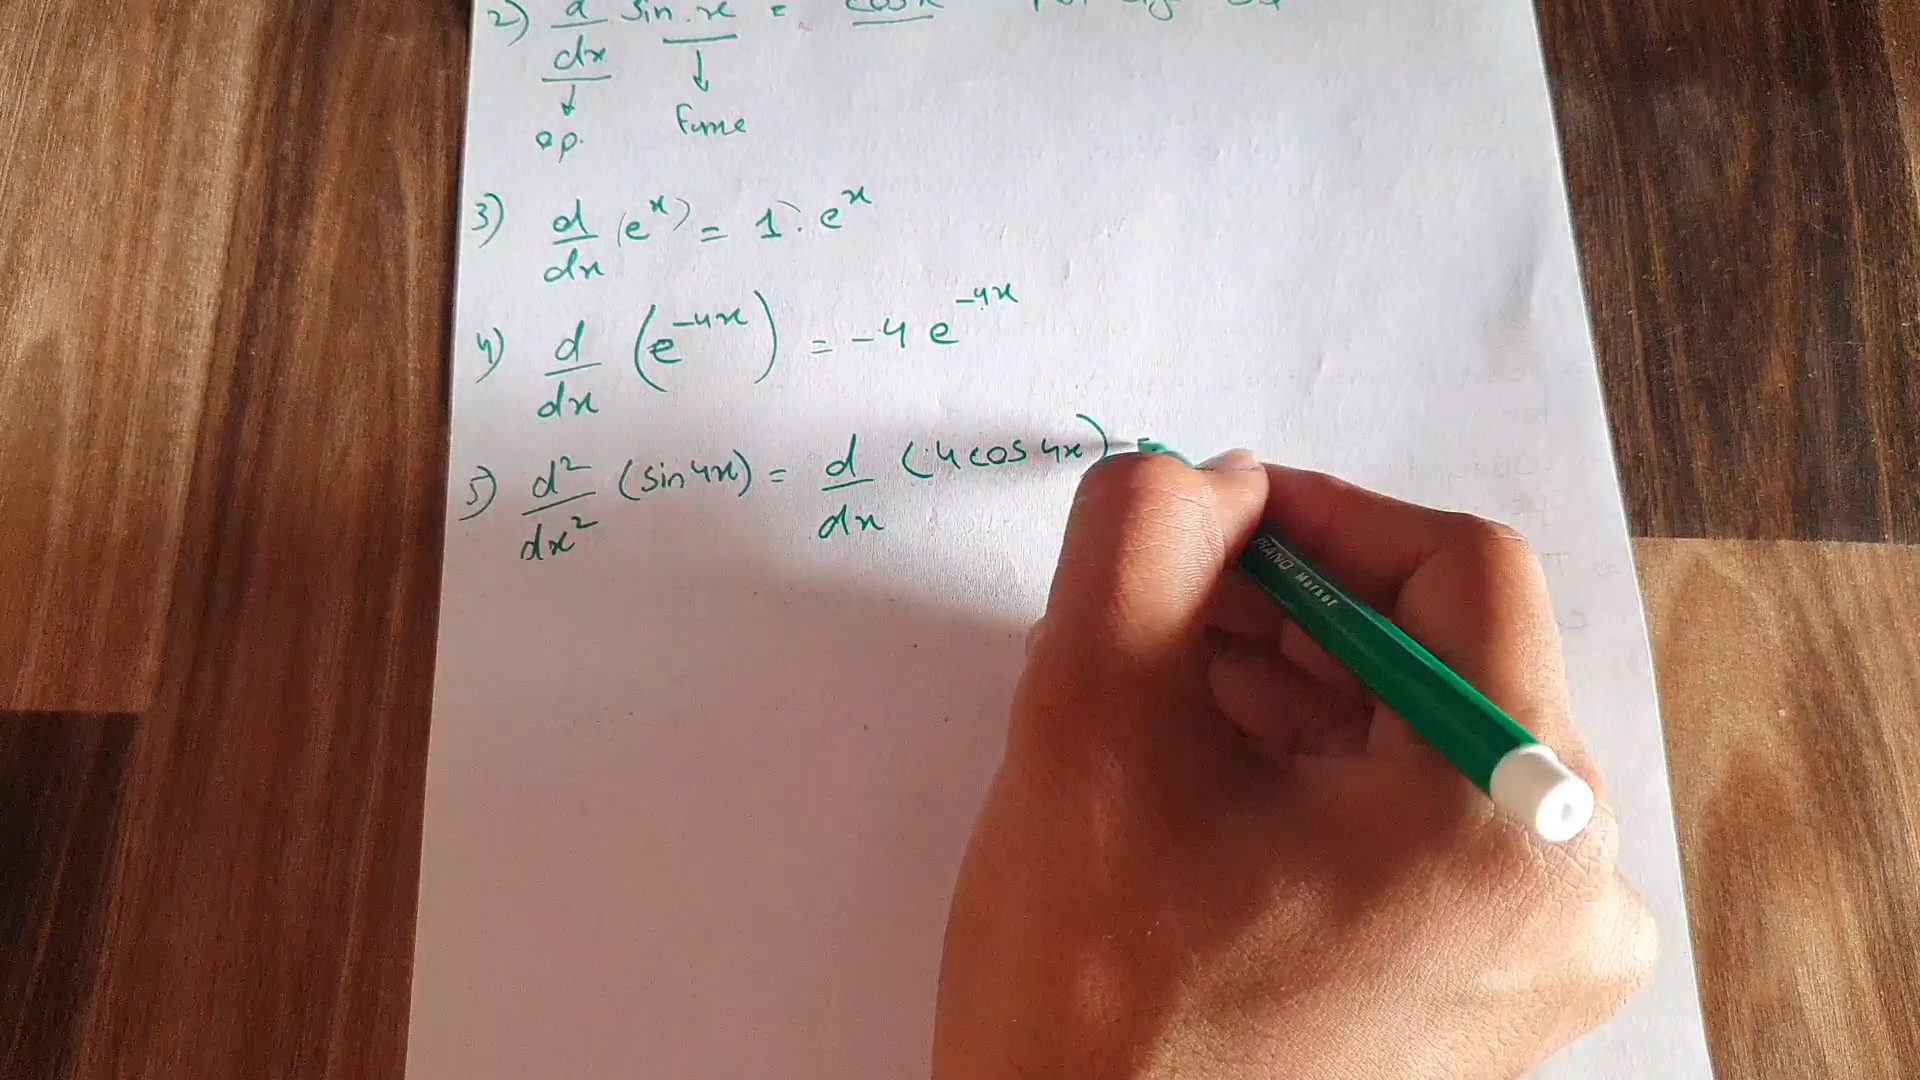 2) d/dx sin x = cos x
op. Func
3) d/dx (e^x) = 1. e^x
4) d/dx (e^-4x) = -4 e^-4x
5) d²/dx² (sin 4x) = d/dx (4 cos 4x) =
Marker